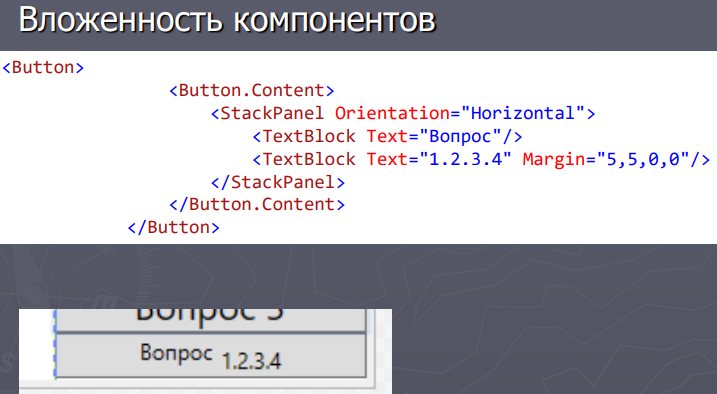 Вложенность компонентов
<Button>
<Button.Content>
<StackPanel Orientation="Horizontal">
<TextBlock Text="Вопрос"/>
<TextBlock Text="1.2.3.4" Margin="5,5,0,0"/>
</StackPanel>
</Button.Content>
</Button>
Вопрос 3
Вопрос 1.2.3.4